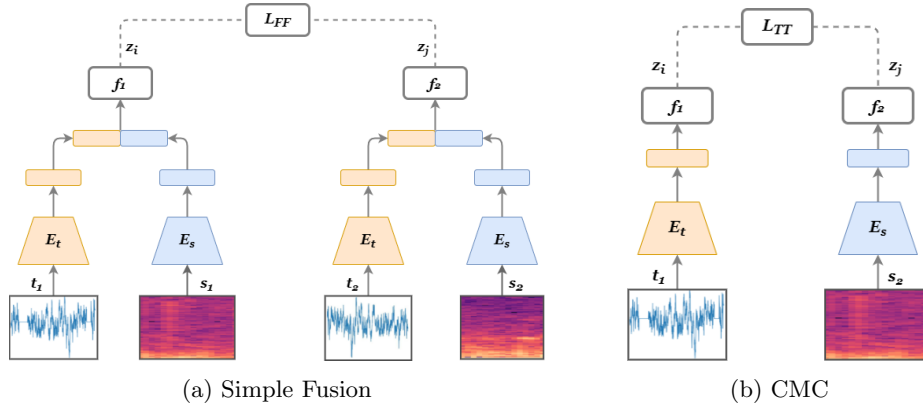 L_FF
L_TT
z_i
z_j
z_i
z_j
f_1
f_2
f_1
f_2
E_t
E_s
E_t
E_s
E_t
E_s
t_1
s_1
t_2
s_2
t_1
s_2
(a) Simple Fusion
(b) CMC